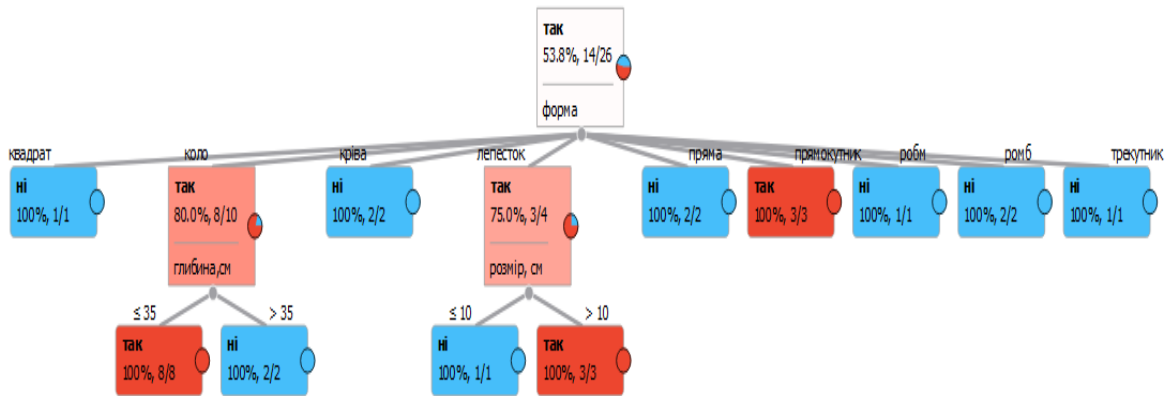 так
53.8%, 14/26
форма
квадрат
коло
кріва
лепесток
пряма
прямокутник
робм
ромб
трекутник
ні
100%, 1/1
так
80.0%, 8/10
глибина,см
ні
100%, 2/2
так
75.0%, 3/4
розмір, см
ні
100%, 2/2
так
100%, 3/3
ні
100%, 1/1
ні
100%, 2/2
ні
100%, 1/1
≤ 35
> 35
≤ 10
> 10
так
100%, 8/8
ні
100%, 2/2
ні
100%, 1/1
так
100%, 3/3